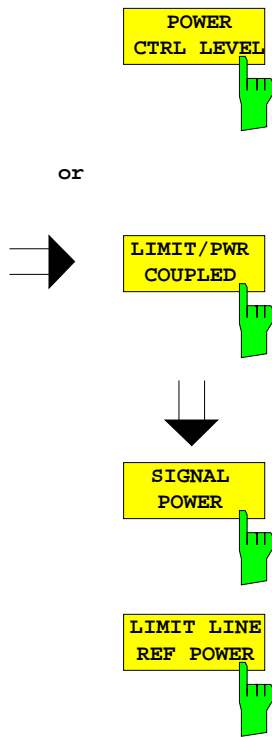 POWER
CTRL LEVEL
or
LIMIT/PWR
COUPLED
SIGNAL
POWER
LIMIT LINE
REF POWER